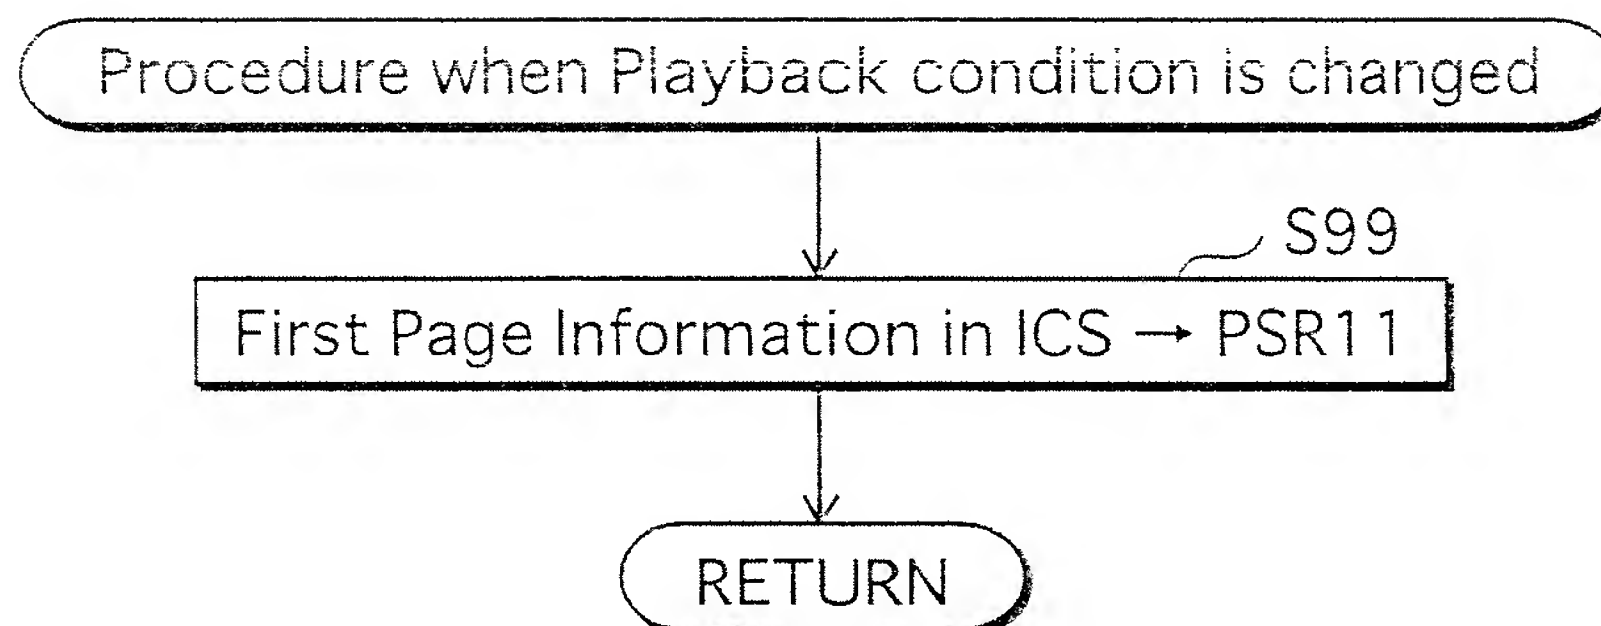 Procedure when Playback condition is changed
S99
First Page Information in ICS → PSR11
RETURN